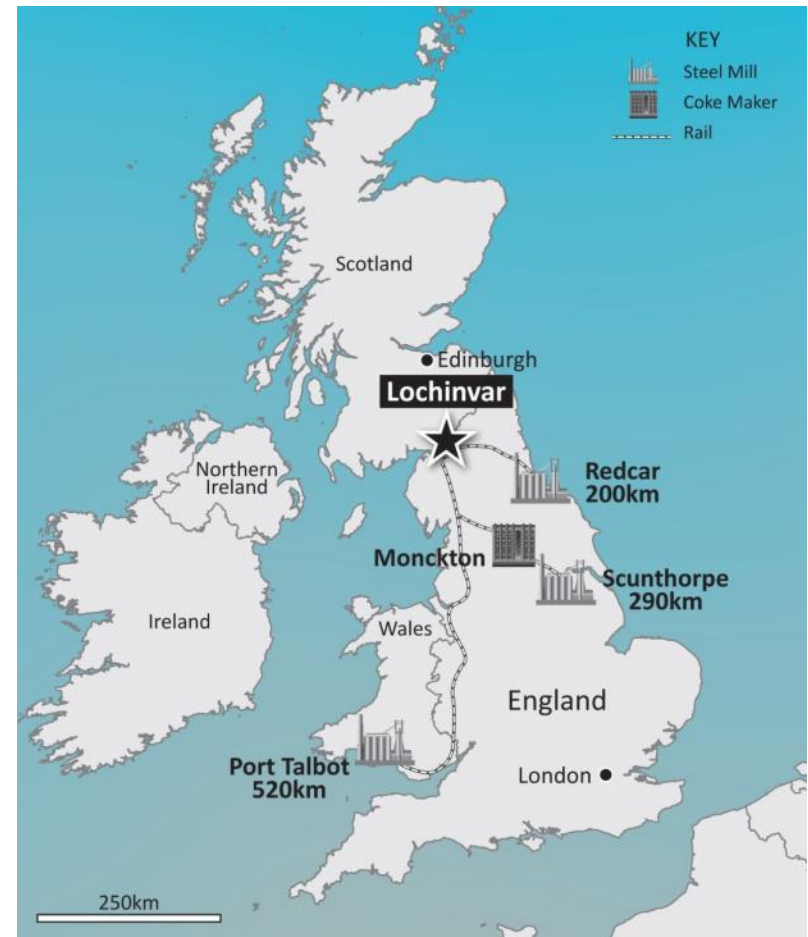 KEY
Steel Mill
Coke Maker
Rail
Scotland
Edinburgh
Lochinvar
Northern
Ireland
Redcar
200km
Monckton
Scunthorpe
290km
Ireland
Wales
England
Port Talbot
520km
London
250km